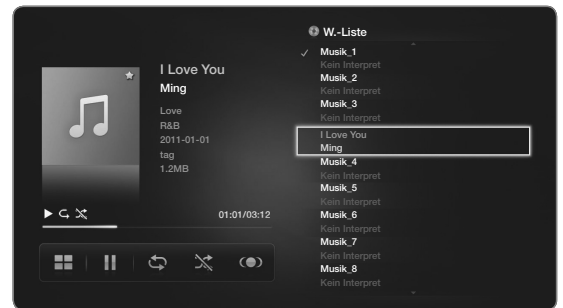 I Love You
Ming
Love
R&B
2011-01-01
tag
1.2MB
01:01/03:12
W.-Liste
Musik_1
Kein Interpret
Musik_2
Kein Interpret
Musik_3
Kein Interpret
I Love You
Ming
Musik_4
Kein Interpret
Musik_5
Kein Interpret
Musik_6
Kein Interpret
Musik_7
Kein Interpret
Musik_8
Kein Interpret